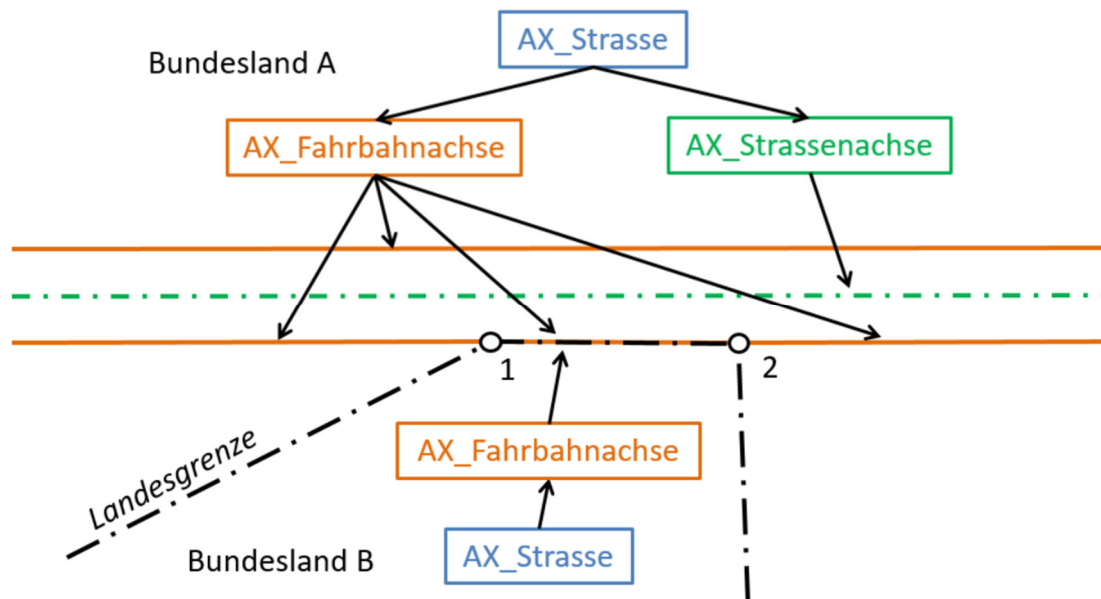 AX_Strasse
Bundesland A
AX_Fahrbahnachse
AX_Strassenachse
1
2
AX_Fahrbahnachse
Landesgrenze
AX_Strasse
Bundesland B